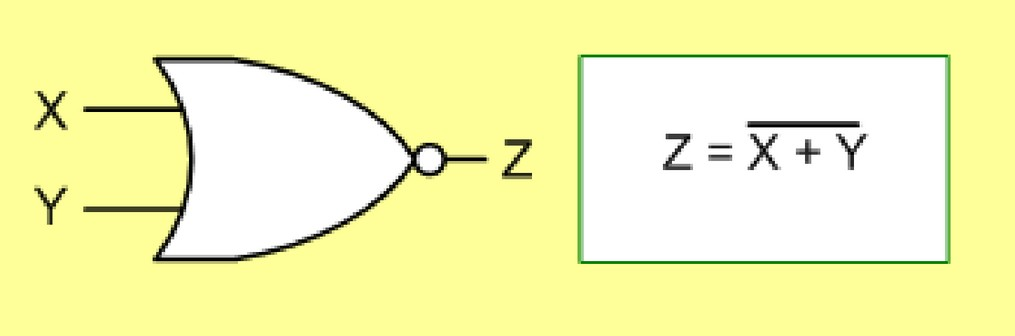 X
Y
Z
Z = X + Y